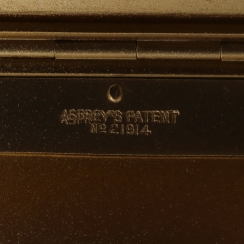 ASPREY'S PATENT
No 21914